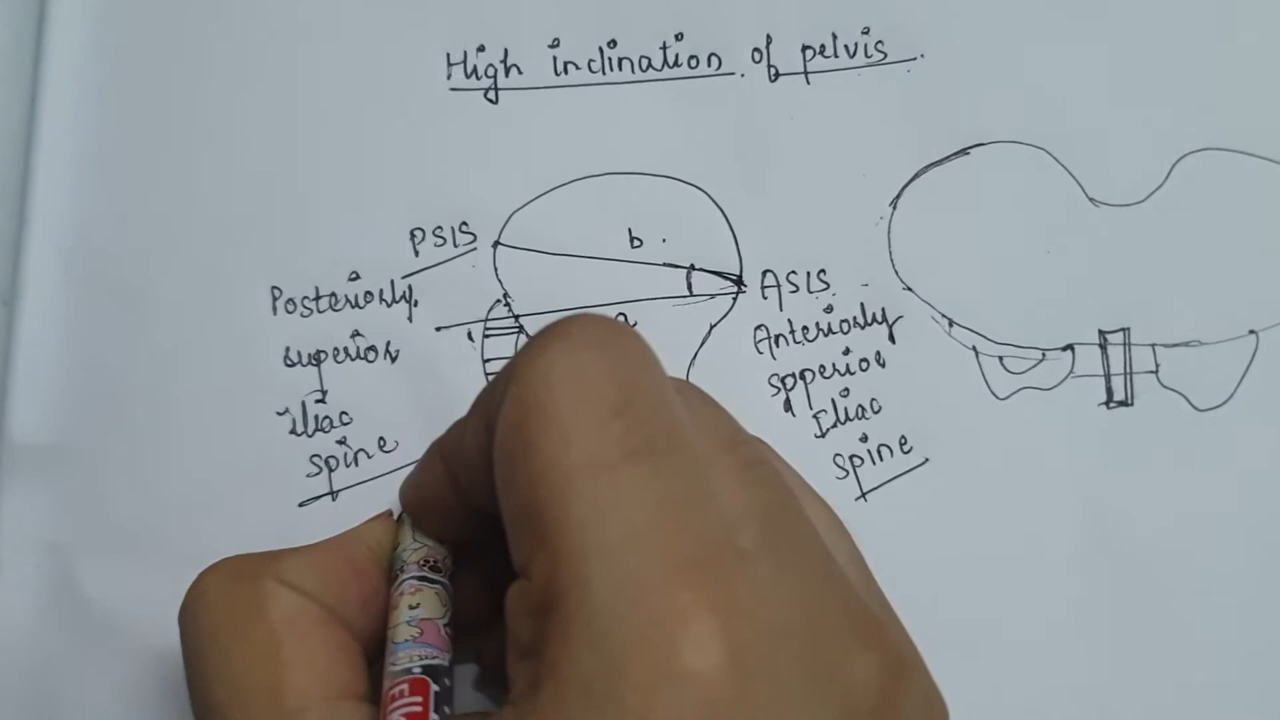 High inclination of pelvis.
PSIS
Posteriorly
superior
iliac
spine
b
a
ASIS
Anteriorly
spperior
Iliac
spine